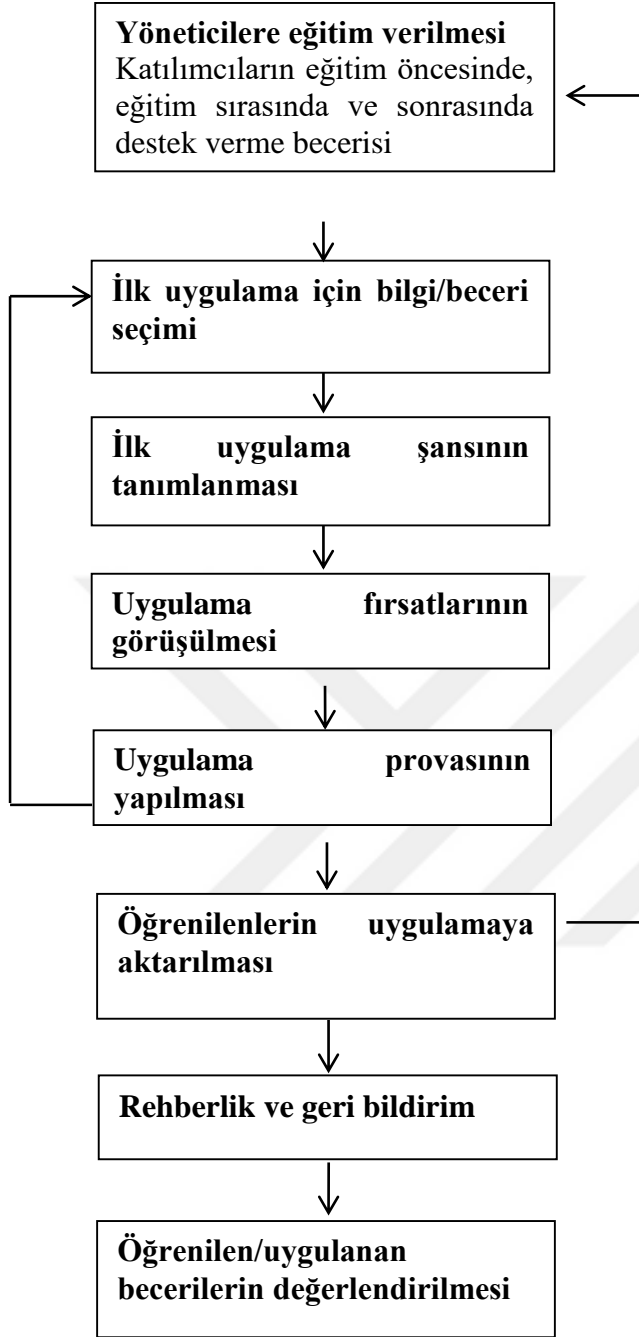 Yöneticilere eğitim verilmesi
Katılımcıların eğitim öncesinde,
eğitim sırasında ve sonrasında
destek verme becerisi
İlk uygulama için bilgi/beceri
seçimi
İlk uygulama şansının
tanımlanması
Uygulama fırsatlarının
görüşülmesi
Uygulama provasının
yapılması
Öğrenilenlerin uygulamaya
aktarılması
Rehberlik ve geri bildirim
Öğrenilen/uygulanan
becerilerin değerlendirilmesi